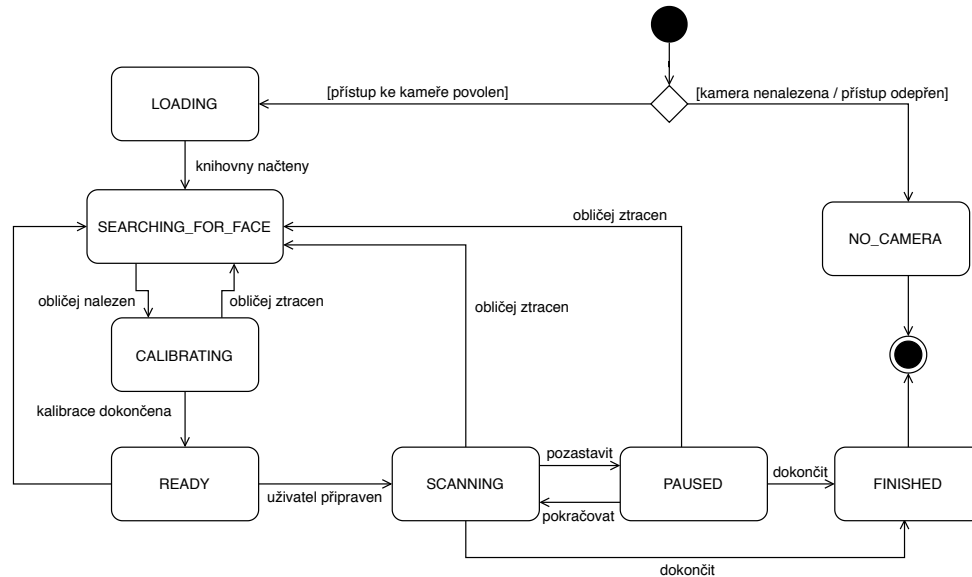 [přístup ke kameře povolen]
[kamera nenalezena / přístup odepřen]
LOADING
knihovny načteny
SEARCHING_FOR_FACE
obličej ztracen
NO_CAMERA
obličej nalezen
obličej ztracen
obličej ztracen
CALIBRATING
kalibrace dokončena
READY
uživatel připraven
SCANNING
pozastavit
pokračovat
PAUSED
dokončit
FINISHED
dokončit